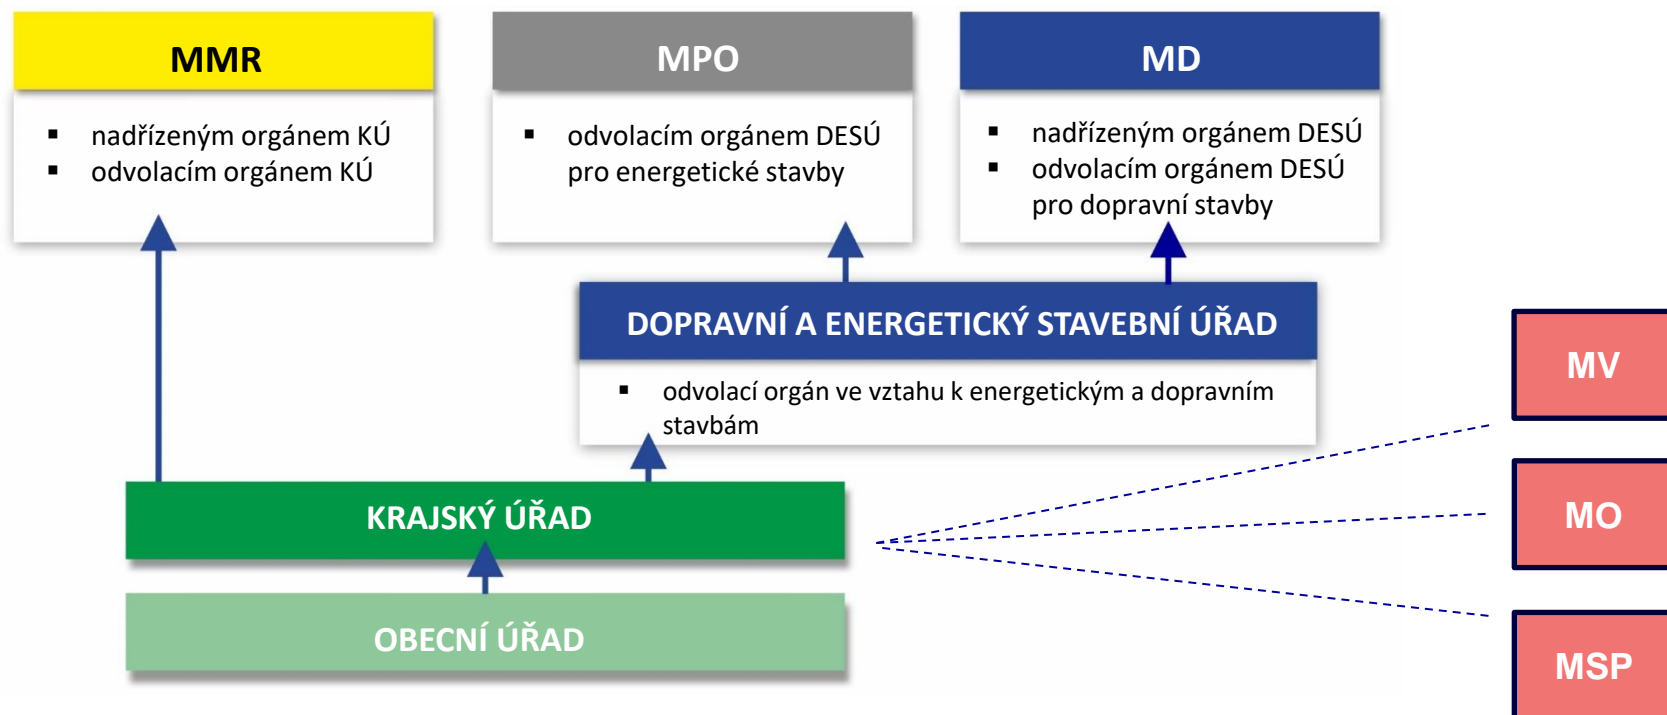 MMR
▪ nadřízeným orgánem KÚ
▪ odvolacím orgánem KÚ
MPO
▪ odvolacím orgánem DESÚ
pro energetické stavby
MD
▪ nadřízeným orgánem DESÚ
▪ odvolacím orgánem DESÚ
pro dopravní stavby
DOPRAVNÍ A ENERGETICKÝ STAVEBNÍ ÚŘAD
▪ odvolací orgán ve vztahu k energetickým a dopravním
stavbám
KRAJSKÝ ÚŘAD
OBECNÍ ÚŘAD
MV
MO
MSP